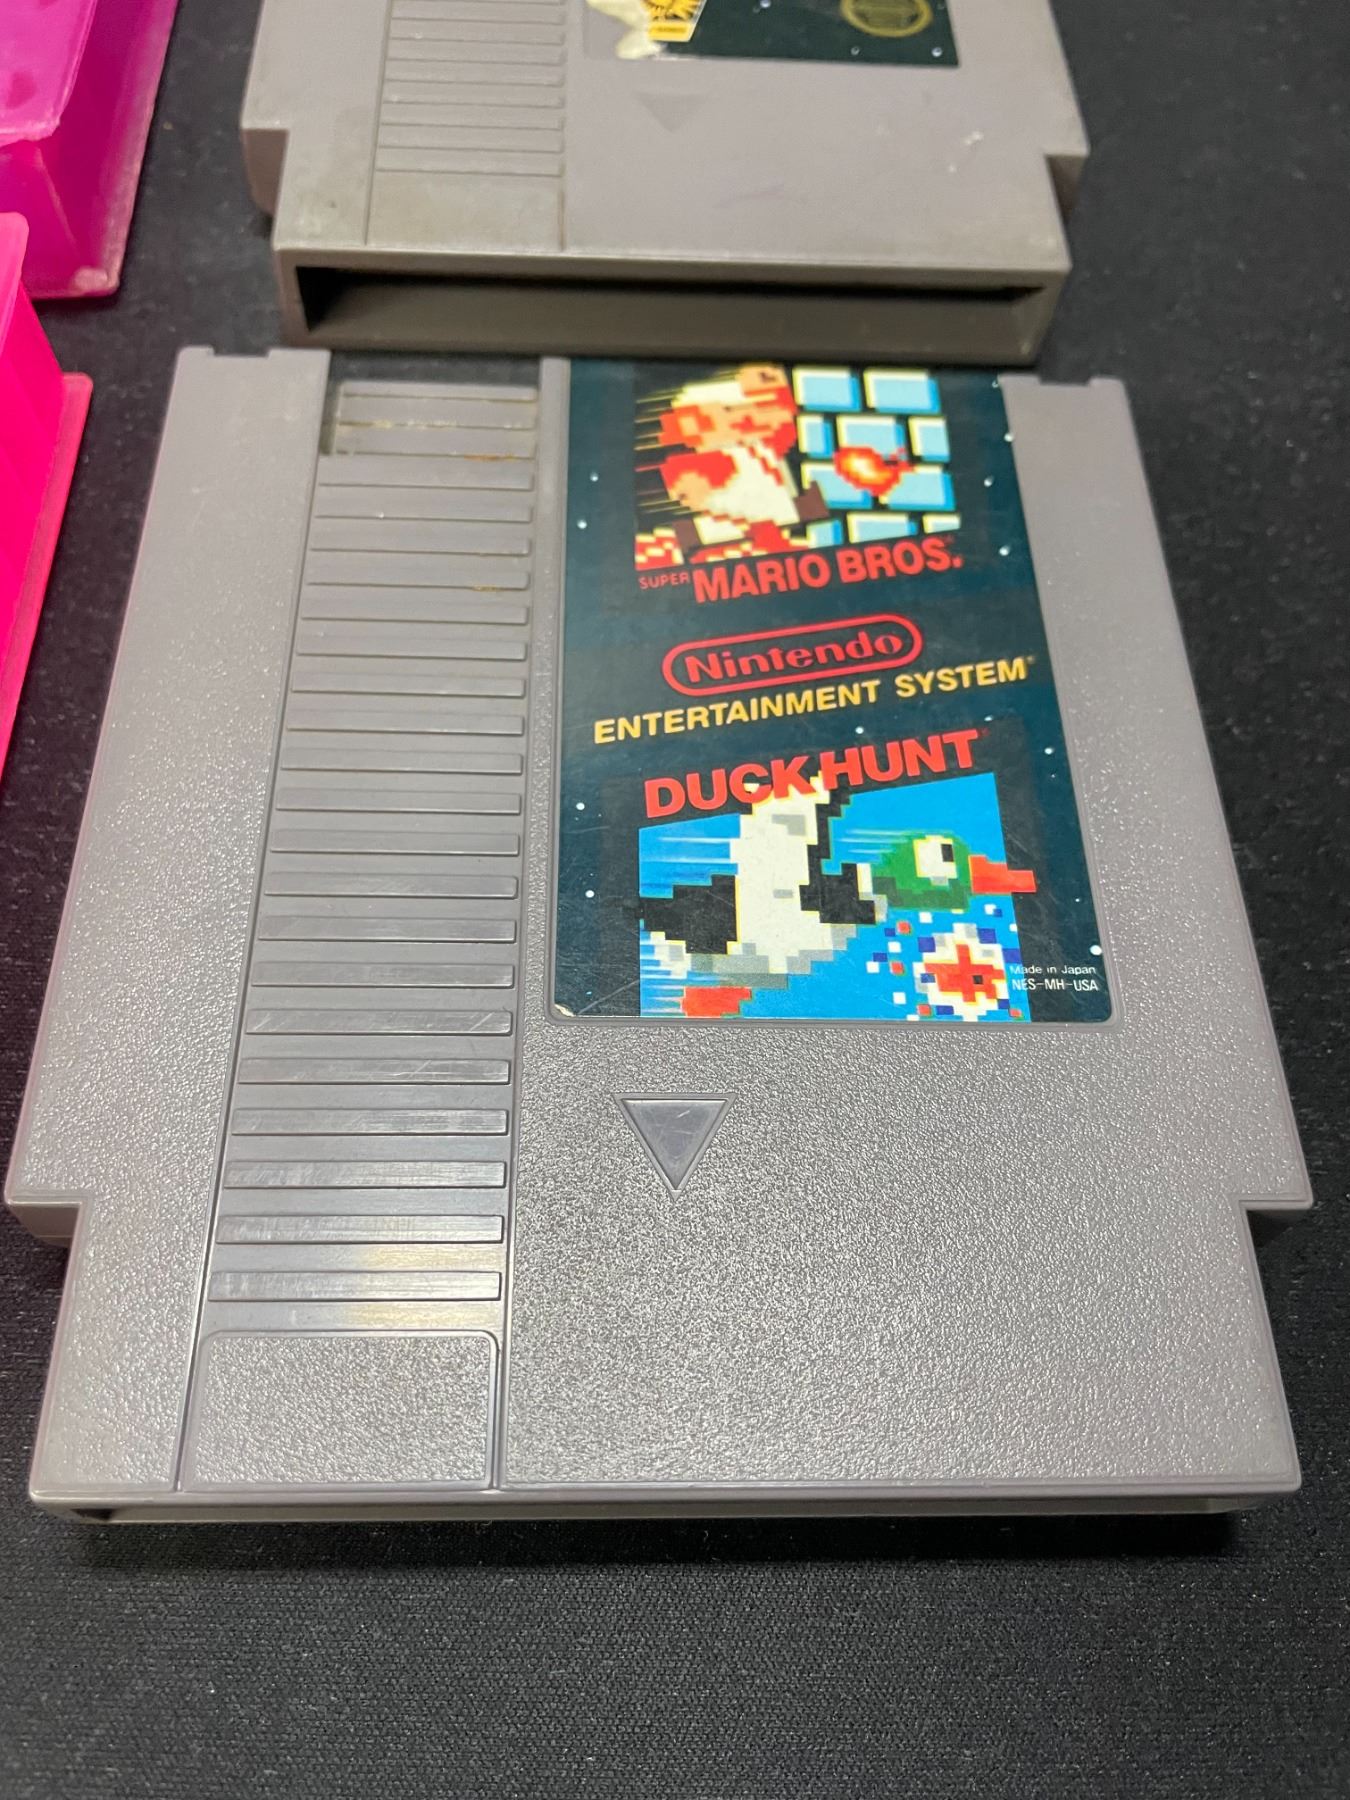 SUPER MARIO BROS.
Nintendo
ENTERTAINMENT SYSTEM
DUCK HUNT
Made in Japan
NES-MH-USA